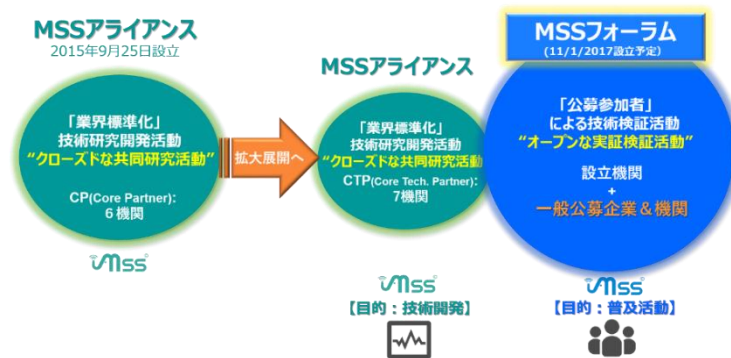 MSSアライアンス
2015年9月25日設立
「業界標準化」
技術研究開発活動
“クローズドな共同研究活動”
CP(Core Partner):
6機関
MSS
拡大展開へ
MSSアライアンス
「業界標準化」
技術研究開発活動
“クローズドな共同研究活動
CTP(Core Tech. Partner):
7機関
MSS
【目的:技術開発】
MSSフォーラム
(11/1/2017設立予定)
「公募参加者」
による技術検証活動
“オープンな実証検証活動”
設立機関
+
一般公募企業&機関
MSS
【目的:普及活動】